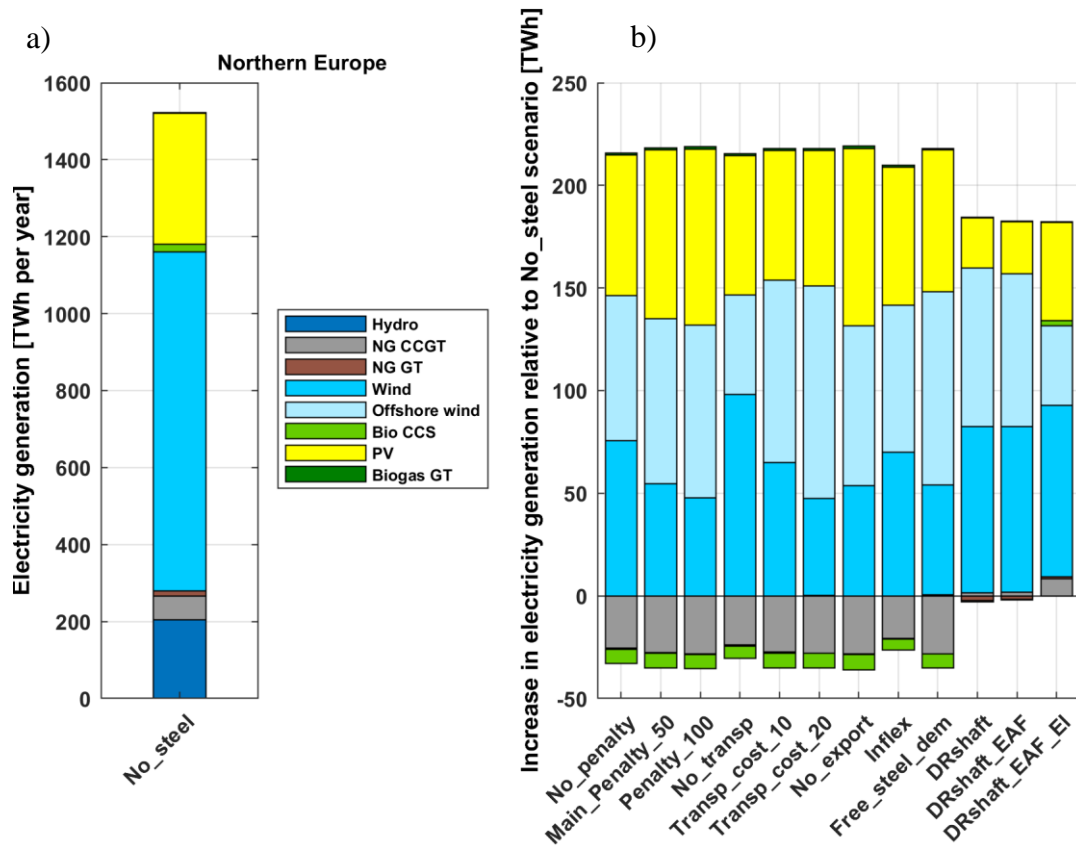 a)
Northern Europe
Electricity generation [TWh per year]
1600
1400
1200
1000
800
600
400
200
0
No_steel
Hydro
NG CCGT
NG GT
Wind
Offshore wind
Bio CCS
PV
Biogas GT
b)
Increase in electricity generation relative to No_steel scenario [TWh]
250
200
150
100
50
0
-50
No_penalty
Main_Penalty_50
Penalty_100
No_transp
Transp_cost_10
Transp_cost_20
No_export
Inflex
Free_steel_dem
DRshaft
DRshaft_EAF
DRshaft_EAF_El